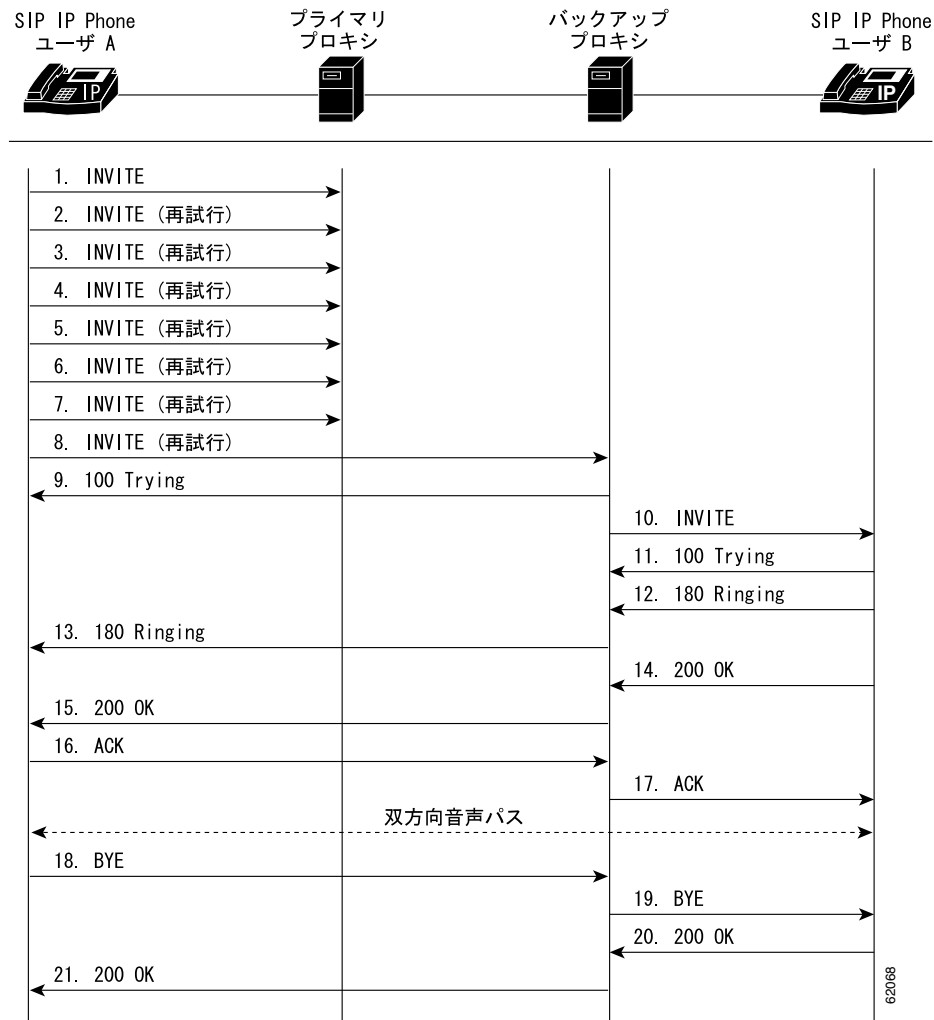 SIP IP Phone
ユーザ A
プライマリ
プロキシ
バックアップ
プロキシ
SIP IP Phone
ユーザ B
IP
IP
1. INVITE
2. INVITE (再試行)
3. INVITE (再試行)
4. INVITE (再試行)
5. INVITE (再試行)
6. INVITE (再試行)
7. INVITE (再試行)
8. INVITE (再試行)
9. 100 Trying
10. INVITE
11. 100 Trying
12. 180 Ringing
13. 180 Ringing
14. 200 OK
15. 200 OK
16. ACK
17. ACK
双方向音声パス
18. BYE
19. BYE
20. 200 OK
21. 200 OK
62068